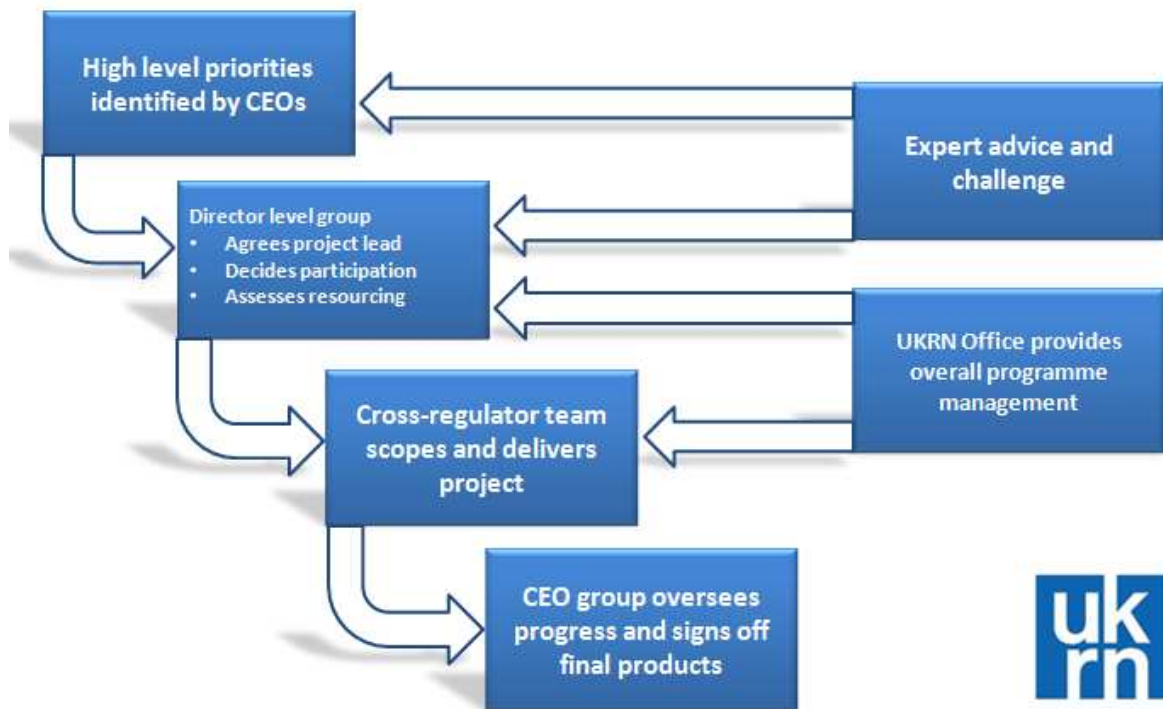 High level priorities
identified by CEOs
Expert advice and
challenge
Director level group
• Agrees project lead
• Decides participation
• Assesses resourcing
UKRN Office provides
overall programme
management
Cross-regulator team
scopes and delivers
project
CEO group oversees
progress and signs off
final products
uk
rn